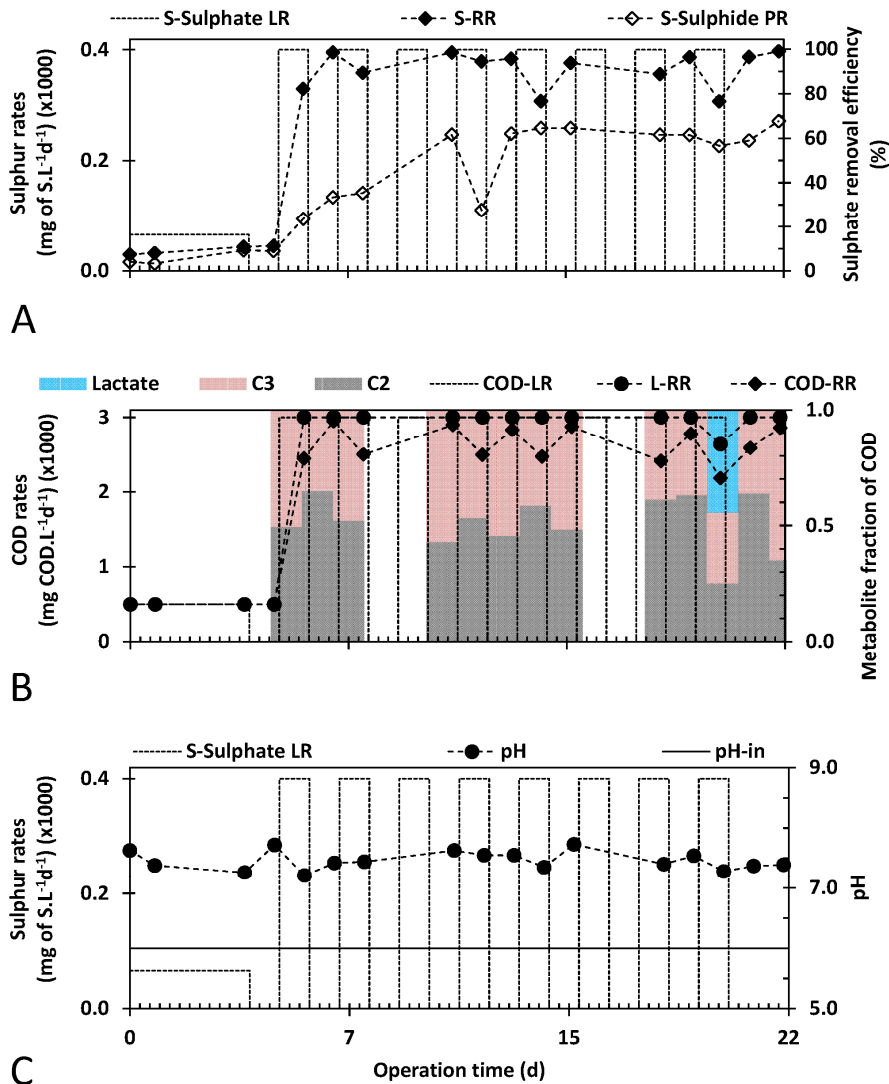 S-Sulphate LR S-RR S-Sulphide PR
0.4 100
80
0.2 60
40
20
0.0 0
Sulphur rates
(mg of S.L⁻¹d⁻¹) (x1000)
Sulphate removal efficiency
(%)
A
Lactate C3 C2 COD-LR L-RR COD-RR
3 1.0
2
0.5
1
0 0.0
COD rates
(mg COD.L⁻¹d⁻¹) (x1000)
Metabolite fraction of COD
7 15 22
B
S-Sulphate LR pH pH-in
0.4 9.0
0.2 7.0
0.0 5.0
Sulphur rates
(mg of S.L⁻¹d⁻¹) (x1000)
pH
0 7 15 22
Operation time (d)
C